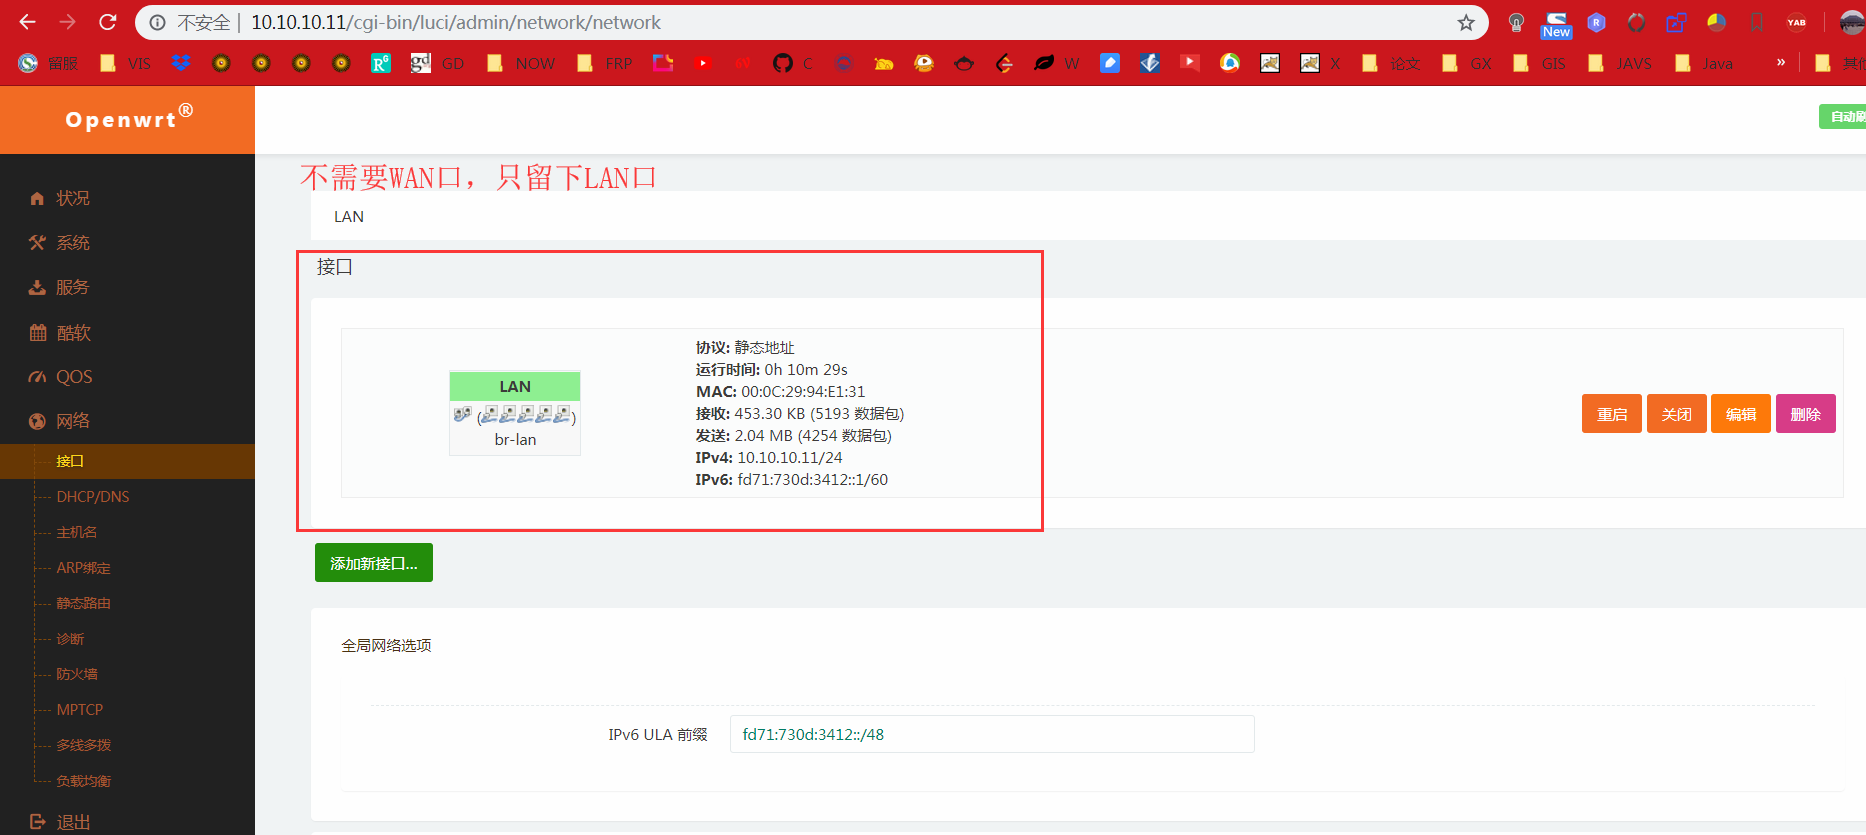 不安全 | 10.10.10.11/cgi-bin/luci/admin/network/network
New
R
YAB
留服 VIS GD NOW FRP C W X 论文 GX GIS JAVS Java »
Openwrt®
自动刷
不需要WAN口，只留下LAN口
LAN
接口
状况
系统
服务
酷软
QOS
网络
接口
DHCP/DNS
主机名
ARP绑定
静态路由
诊断
防火墙
MPTCP
多线多拨
负载均衡
退出
LAN
br-lan
协议: 静态地址
运行时间: 0h 10m 29s
MAC: 00:0C:29:94:E1:31
接收: 453.30 KB (5193 数据包)
发送: 2.04 MB (4254 数据包)
IPv4: 10.10.10.11/24
IPv6: fd71:730d:3412::1/60
重启 关闭 编辑 删除
添加新接口...
全局网络选项
IPv6 ULA 前缀 fd71:730d:3412::/48